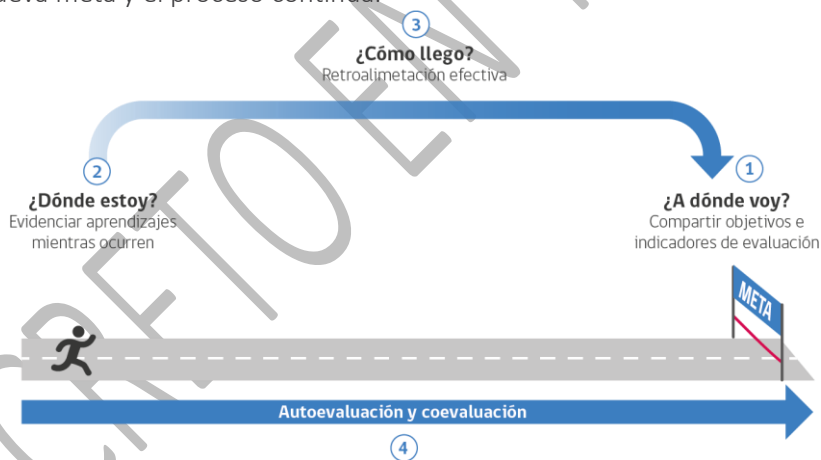 nueva meta y el proceso continúa.
3
¿Cómo llego?
Retroalimetación efectiva
2
¿Dónde estoy?
Evidenciar aprendizajes
mientras ocurren
1
¿A dónde voy?
Compartir objetivos e
indicadores de evaluación
META
Autoevaluación y coevaluación
4